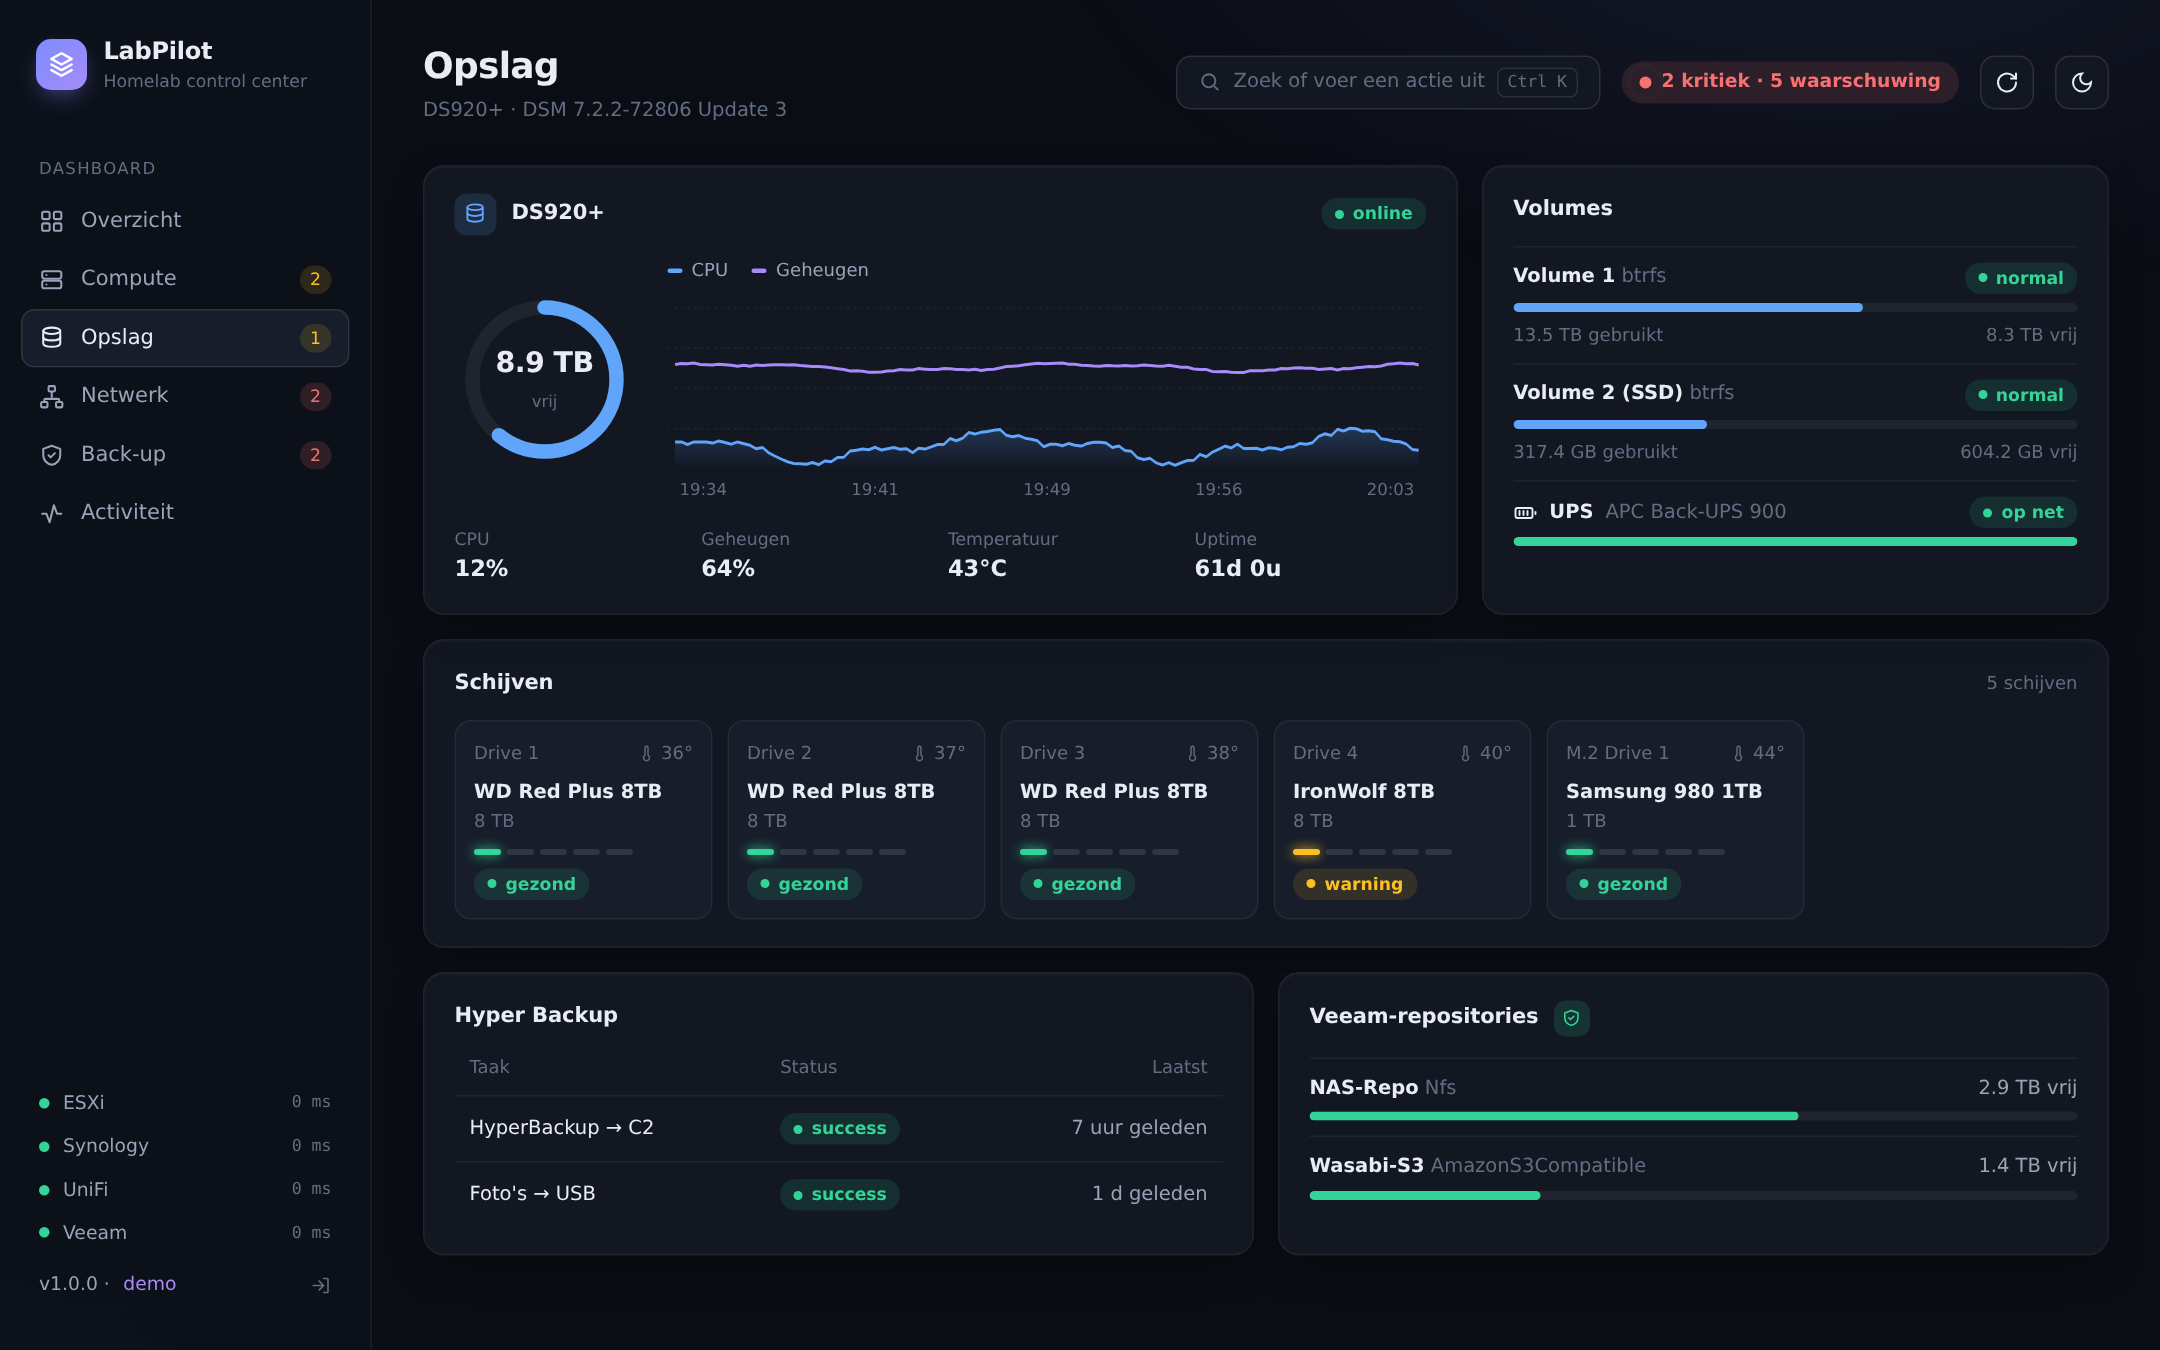 LabPilot
Homelab control center
DASHBOARD
Overzicht
Compute 2
Opslag 1
Netwerk 2
Back-up 2
Activiteit
ESXi 0 ms
Synology 0 ms
UniFi 0 ms
Veeam 0 ms
v1.0.0 · demo
Opslag
DS920+ · DSM 7.2.2-72806 Update 3
Zoek of voer een actie uit Ctrl K
2 kritiek · 5 waarschuwing
DS920+ online
CPU Geheugen
8.9 TB
vrij
19:34 19:41 19:49 19:56 20:03
CPU Geheugen Temperatuur Uptime
12% 64% 43°C 61d 0u
Volumes
Volume 1 btrfs normal
13.5 TB gebruikt 8.3 TB vrij
Volume 2 (SSD) btrfs normal
317.4 GB gebruikt 604.2 GB vrij
UPS APC Back-UPS 900 op net
Schijven 5 schijven
Drive 1 36°
WD Red Plus 8TB
8 TB
gezond
Drive 2 37°
WD Red Plus 8TB
8 TB
gezond
Drive 3 38°
WD Red Plus 8TB
8 TB
gezond
Drive 4 40°
IronWolf 8TB
8 TB
warning
M.2 Drive 1 44°
Samsung 980 1TB
1 TB
gezond
Hyper Backup
Taak Status Laatst
HyperBackup → C2 success 7 uur geleden
Foto's → USB success 1 d geleden
Veeam-repositories
NAS-Repo Nfs 2.9 TB vrij
Wasabi-S3 AmazonS3Compatible 1.4 TB vrij